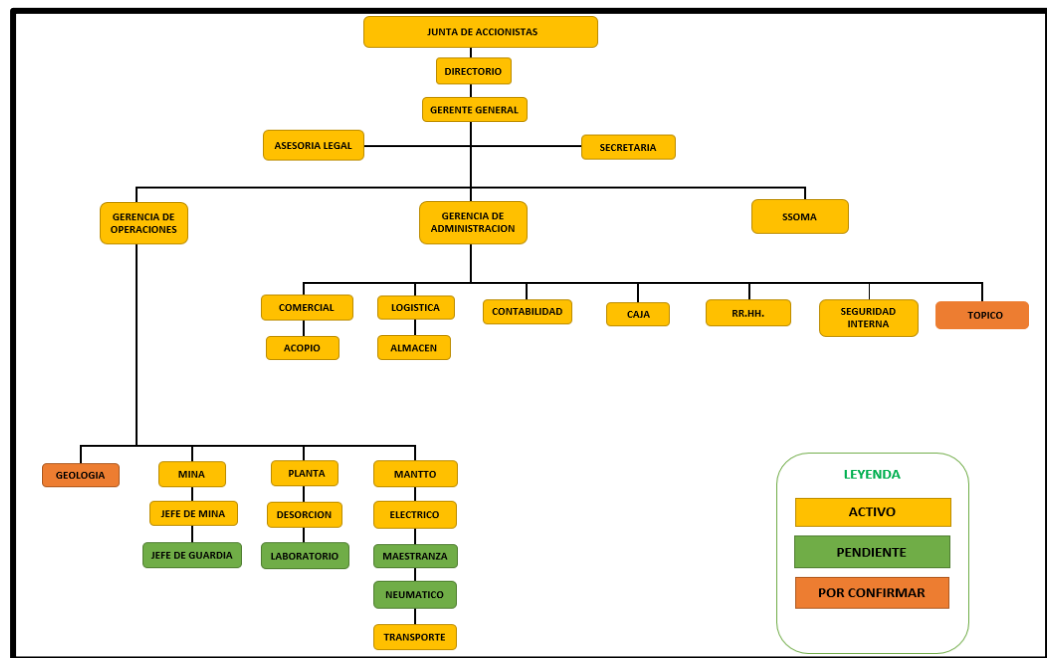 JUNTA DE ACCIONISTAS
DIRECTORIO
GERENTE GENERAL
ASESORIA LEGAL
SECRETARIA
GERENCIA DE
OPERACIONES
GERENCIA DE
ADMINISTRACION
SSOMA
COMERCIAL
LOGISTICA
CONTABILIDAD
CAJA
RR.HH.
SEGURIDAD
INTERNA
TOPICO
ACOPIO
ALMACEN
GEOLOGIA
MINA
PLANTA
MANTTO
JEFE DE MINA
DESORCION
ELECTRICO
JEFE DE GUARDIA
LABORATORIO
MAESTRANZA
NEUMATICO
TRANSPORTE
LEYENDA
ACTIVO
PENDIENTE
POR CONFIRMAR